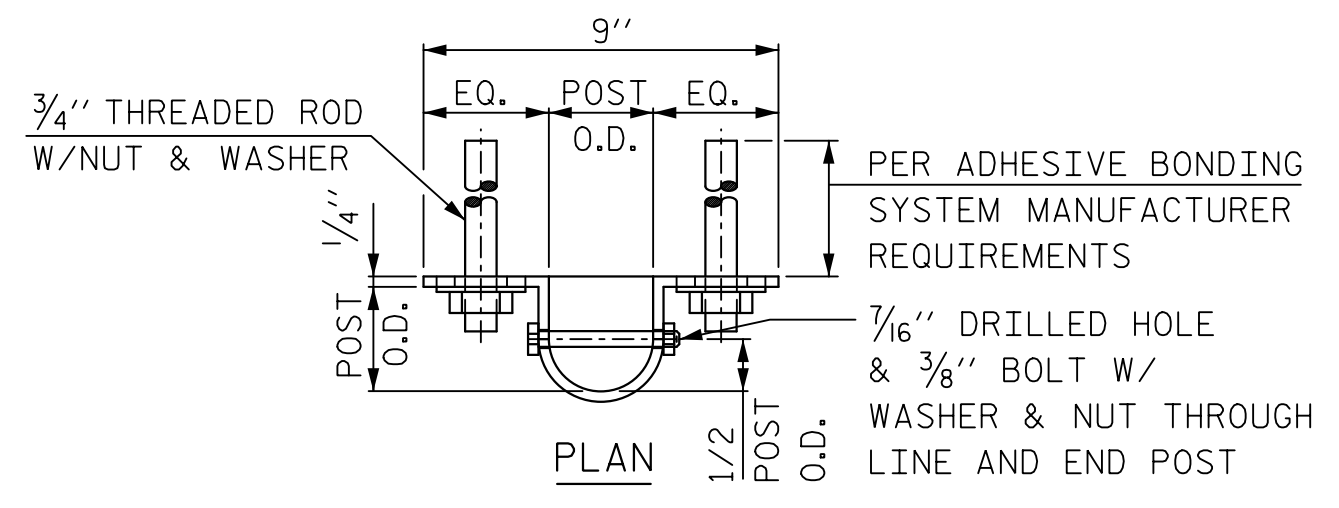 9''
EQ.
POST
O.D.
EQ.
3/4'' THREADED ROD
W/NUT & WASHER
1/4''
POST
O.D.
PER ADHESIVE BONDING
SYSTEM MANUFACTURER
REQUIREMENTS
7/16'' DRILLED HOLE
& 3/8'' BOLT W/
WASHER & NUT THROUGH
LINE AND END POST
1/2
POST
O.D.
PLAN